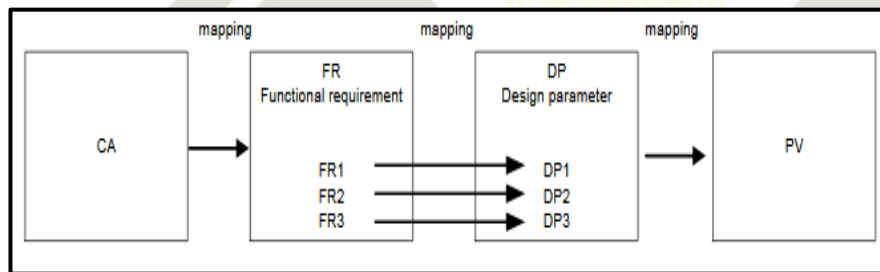 mapping mapping mapping
CA
FR
Functional requirement
FR1
FR2
FR3
DP
Design parameter
DP1
DP2
DP3
PV